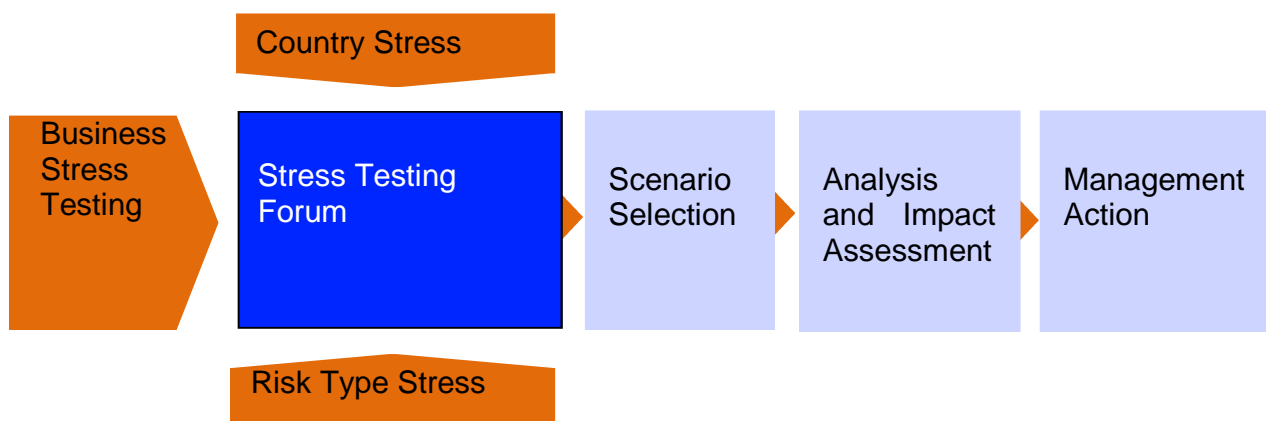 Country Stress
Business
Stress
Testing
Stress Testing
Forum
Scenario
Selection
Analysis
and Impact
Assessment
Management
Action
Risk Type Stress